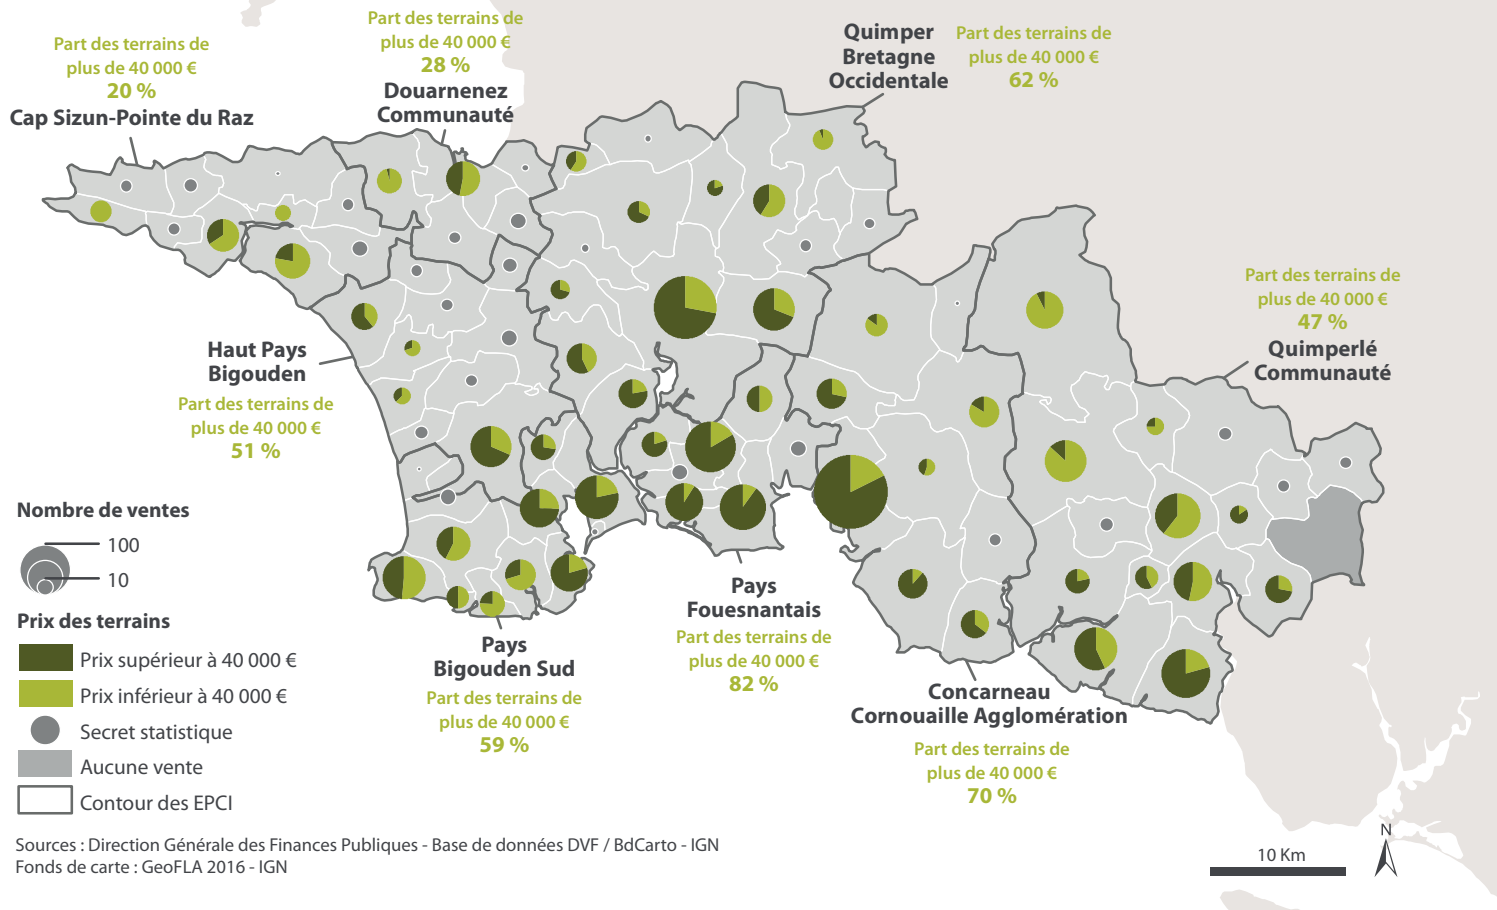 Part des terrains de
plus de 40 000 €
20 %
Cap Sizun-Pointe du Raz
Part des terrains de
plus de 40 000 €
28 %
Douarnenez
Communauté
Quimper
Bretagne
Occidentale
Part des terrains de
plus de 40 000 €
62 %
Part des terrains de
plus de 40 000 €
47 %
Quimperlé
Communauté
Haut Pays
Bigouden
Part des terrains de
plus de 40 000 €
51 %
Pays
Bigouden Sud
Part des terrains de
plus de 40 000 €
59 %
Pays
Fouesnantais
Part des terrains de
plus de 40 000 €
82 %
Concarneau
Cornouaille Agglomération
Part des terrains de
plus de 40 000 €
70 %
Nombre de ventes
100
10
Prix des terrains
Prix supérieur à 40 000 €
Prix inférieur à 40 000 €
Secret statistique
Aucune vente
Contour des EPCI
Sources : Direction Générale des Finances Publiques - Base de données DVF / BdCarto - IGN
Fonds de carte : GeoFLA 2016 - IGN
10 Km
N